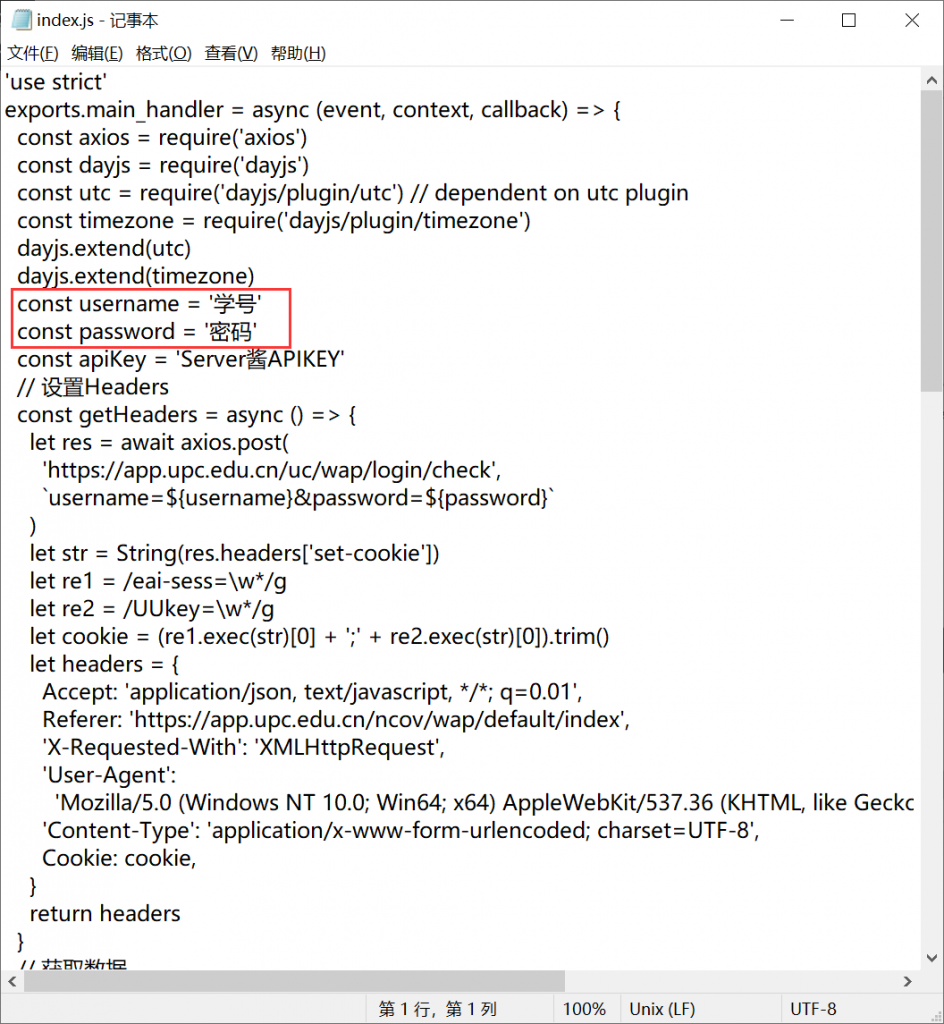 index.js - 记事本
文件(F) 编辑(E) 格式(O) 查看(V) 帮助(H)
'use strict'
exports.main_handler = async (event, context, callback) => {
  const axios = require('axios')
  const dayjs = require('dayjs')
  const utc = require('dayjs/plugin/utc') // dependent on utc plugin
  const timezone = require('dayjs/plugin/timezone')
  dayjs.extend(utc)
  dayjs.extend(timezone)
  const username = '学号'
  const password = '密码'
  const apiKey = 'Server酱APIKEY'
  // 设置Headers
  const getHeaders = async () => {
    let res = await axios.post(
      'https://app.upc.edu.cn/uc/wap/login/check',
      `username=${username}&password=${password}`
    )
    let str = String(res.headers['set-cookie'])
    let re1 = /eai-sess=\w*/g
    let re2 = /UUkey=\w*/g
    let cookie = (re1.exec(str)[0] + ';' + re2.exec(str)[0]).trim()
    let headers = {
      Accept: 'application/json, text/javascript, */*; q=0.01',
      Referer: 'https://app.upc.edu.cn/ncov/wap/default/index',
      'X-Requested-With': 'XMLHttpRequest',
      'User-Agent':
        'Mozilla/5.0 (Windows NT 10.0; Win64; x64) AppleWebKit/537.36 (KHTML, like Gecko
      'Content-Type': 'application/x-www-form-urlencoded; charset=UTF-8',
      Cookie: cookie,
    }
    return headers
  }
  // 获取数据
第 1 行，第 1 列 100% Unix (LF) UTF-8